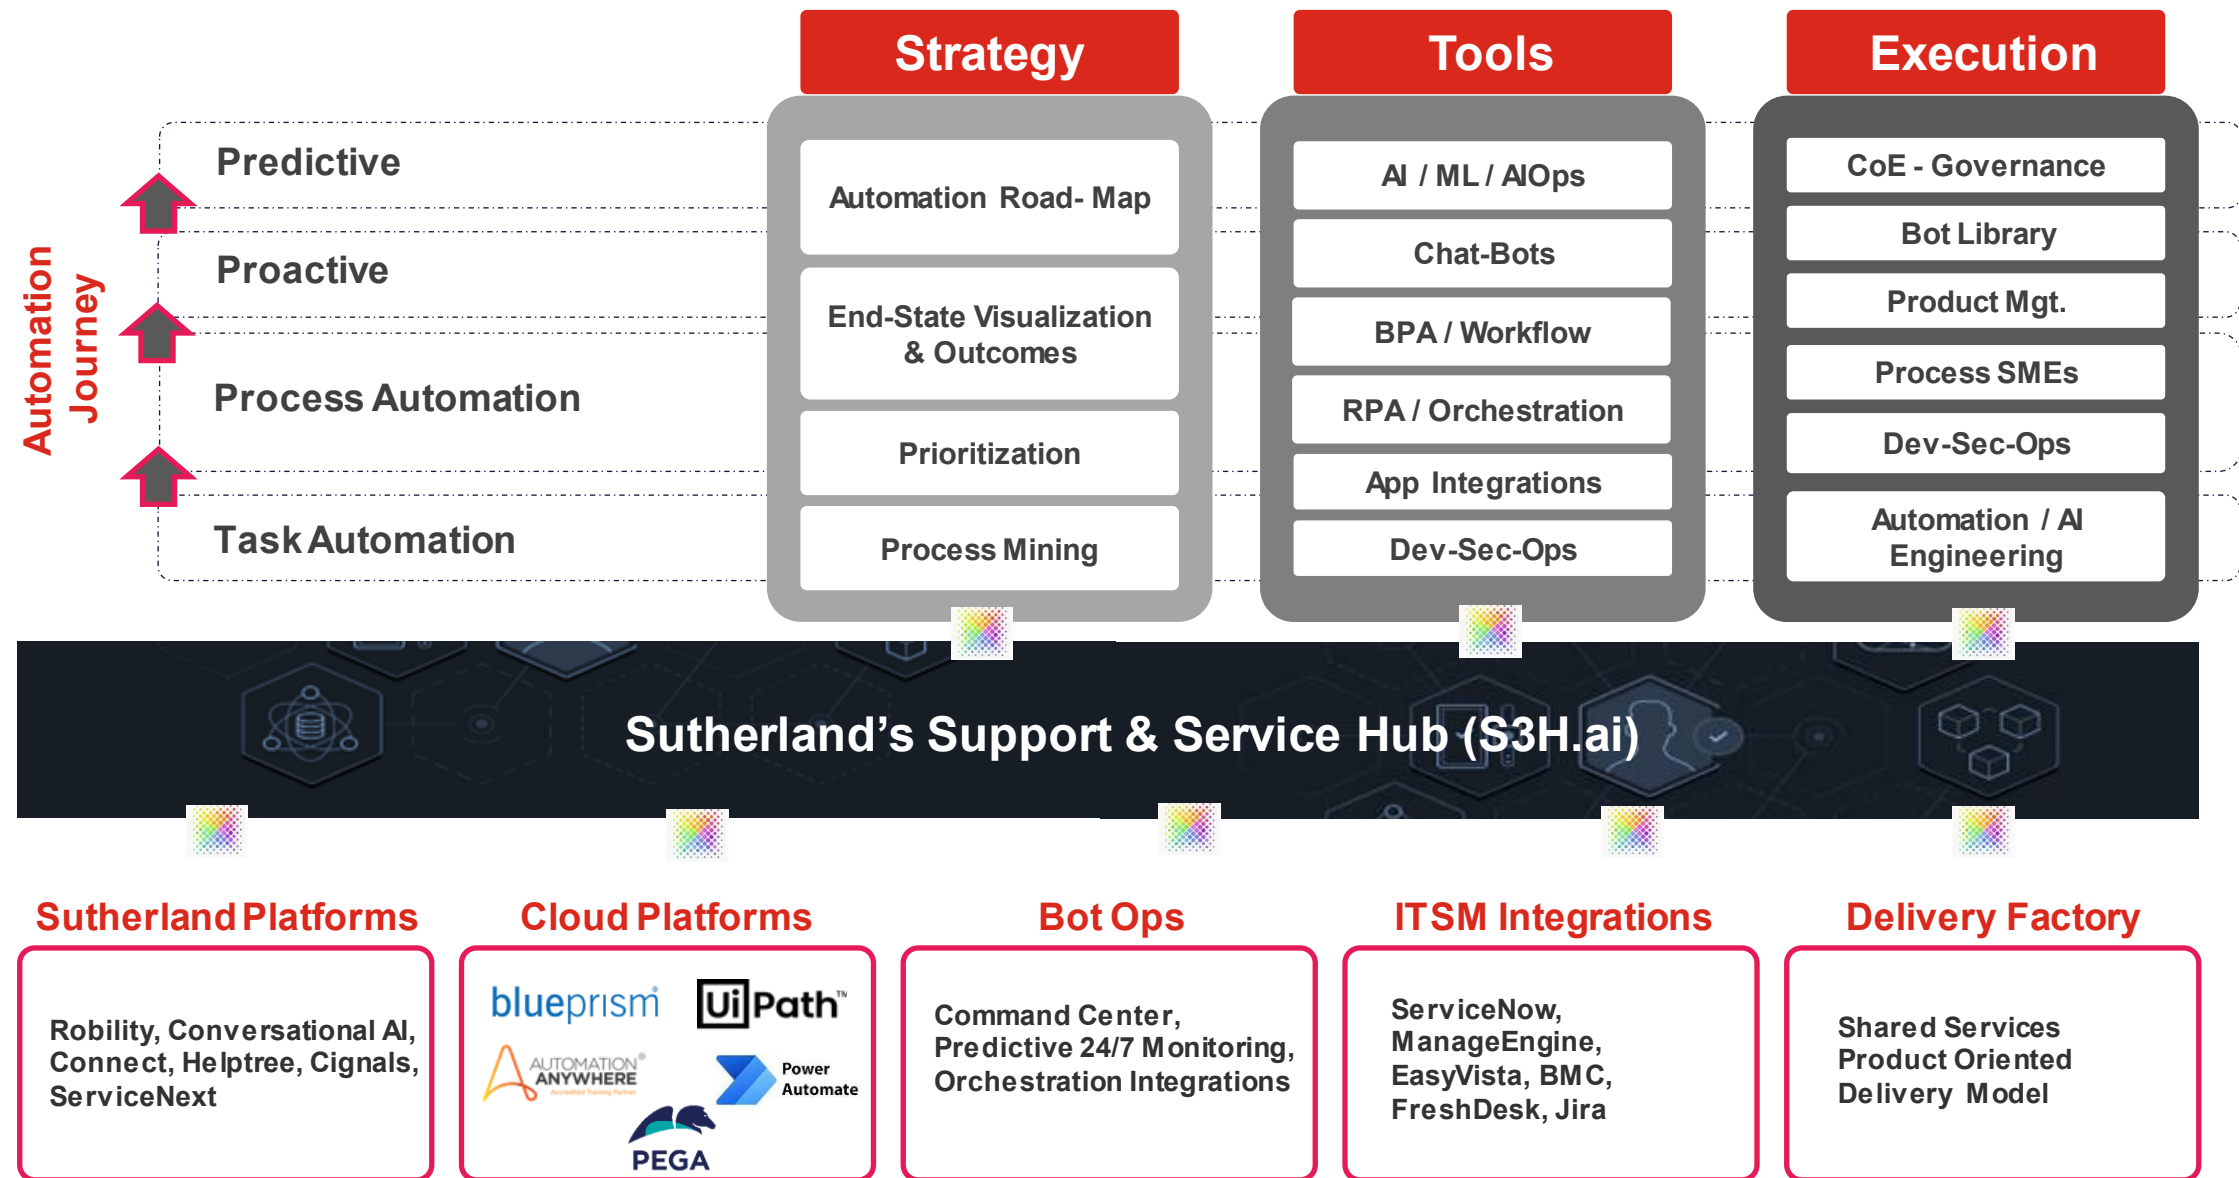 Strategy
Tools
Execution
Automation
Journey
Predictive
Proactive
Process Automation
Task Automation
Automation Road- Map
End-State Visualization
& Outcomes
Prioritization
Process Mining
AI / ML / AIOps
Chat-Bots
BPA / Workflow
RPA / Orchestration
App Integrations
Dev-Sec-Ops
CoE - Governance
Bot Library
Product Mgt.
Process SMEs
Dev-Sec-Ops
Automation / AI
Engineering
Sutherland's Support & Service Hub (S3H.ai)
Sutherland Platforms
Robility, Conversational AI,
Connect, Helptree, Cignals,
ServiceNext
Cloud Platforms
blueprism
UiPath™
AUTOMATION®
ANYWHERE
Accredited Training Partner
Power
Automate
PEGA
Bot Ops
Command Center,
Predictive 24/7 Monitoring,
Orchestration Integrations
ITSM Integrations
ServiceNow,
ManageEngine,
EasyVista, BMC,
FreshDesk, Jira
Delivery Factory
Shared Services
Product Oriented
Delivery Model